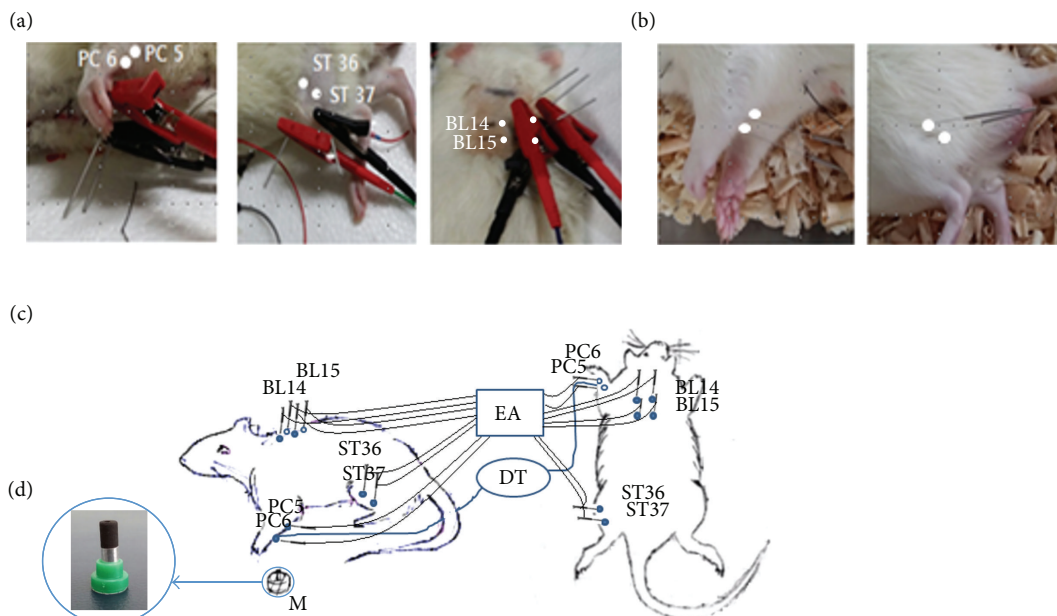 (a)
(b)
PC 6
PC 5
ST 36
ST 37
BL14
BL15
(c)
BL15
BL14
ST36
ST37
PC5
PC6
EA
DT
PC6
PC5
BL14
BL15
ST36
ST37
(d)
M